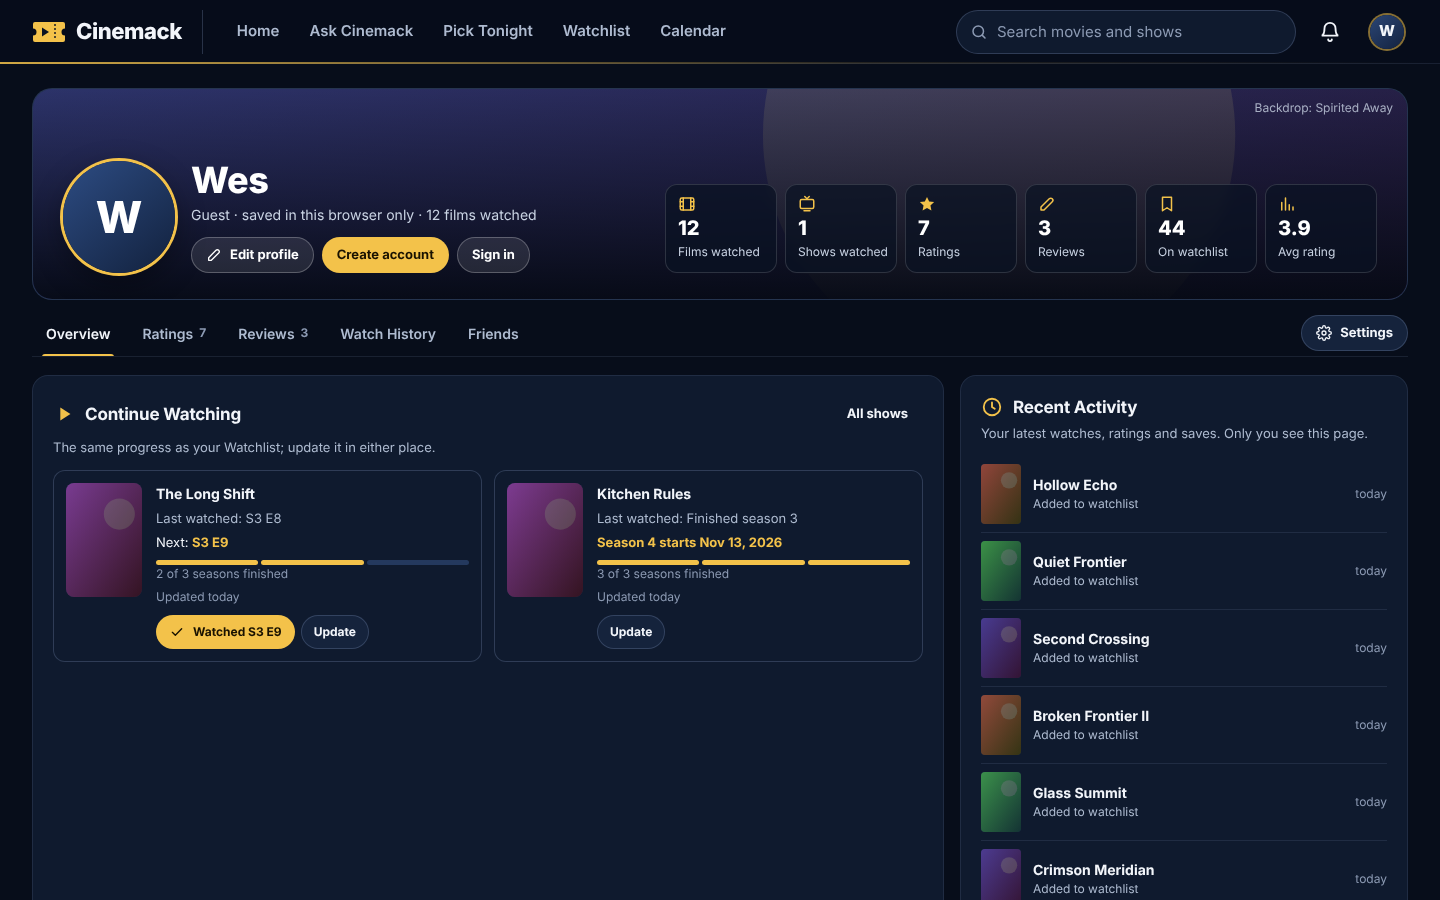 Cinemack
Home
Ask Cinemack
Pick Tonight
Watchlist
Calendar
Search movies and shows
W
Backdrop: Spirited Away
W
Wes
Guest · saved in this browser only · 12 films watched
Edit profile
Create account
Sign in
12
Films watched
1
Shows watched
7
Ratings
3
Reviews
44
On watchlist
3.9
Avg rating
Overview
Ratings 7
Reviews 3
Watch History
Friends
Settings
Continue Watching
All shows
The same progress as your Watchlist; update it in either place.
The Long Shift
Last watched: S3 E8
Next: S3 E9
2 of 3 seasons finished
Updated today
Watched S3 E9
Update
Kitchen Rules
Last watched: Finished season 3
Season 4 starts Nov 13, 2026
3 of 3 seasons finished
Updated today
Update
Recent Activity
Your latest watches, ratings and saves. Only you see this page.
Hollow Echo
Added to watchlist
today
Quiet Frontier
Added to watchlist
today
Second Crossing
Added to watchlist
today
Broken Frontier II
Added to watchlist
today
Glass Summit
Added to watchlist
today
Crimson Meridian
Added to watchlist
today